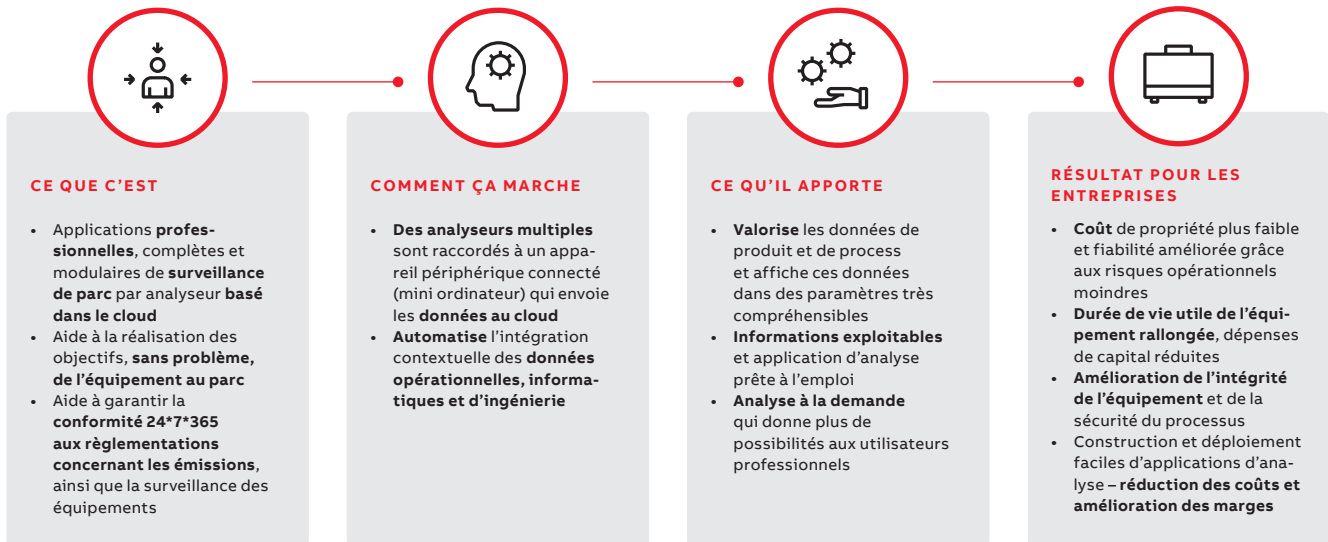 CE QUE C’EST
• Applications profes-
sionnelles, complètes et
modulaires de surveillance
de parc par analyseur basé
dans le cloud
• Aide à la réalisation des
objectifs, sans problème,
de l’équipement au parc
• Aide à garantir la
conformité 24*7*365
aux règlementations
concernant les émissions,
ainsi que la surveillance des
équipements
COMMENT ÇA MARCHE
• Des analyseurs multiples
sont raccordés à un appa-
reil périphérique connecté
(mini ordinateur) qui envoie
les données au cloud
• Automatise l’intégration
contextuelle des données
opérationnelles, informa-
tiques et d’ingénierie
CE QU’IL APPORTE
• Valorise les données de
produit et de process
et affiche ces données
dans des paramètres très
compréhensibles
• Informations exploitables
et application d’analyse
prête à l’emploi
• Analyse à la demande
qui donne plus de
possibilités aux utilisateurs
professionnels
RÉSULTAT POUR LES
ENTREPRISES
• Coût de propriété plus faible
et fiabilité améliorée grâce
aux risques opérationnels
moindres
• Durée de vie utile de l’équi-
pement rallongée, dépenses
de capital réduites
• Amélioration de l’intégrité
de l’équipement et de la
sécurité du processus
• Construction et déploiement
faciles d’applications d’ana-
lyse – réduction des coûts et
amélioration des marges